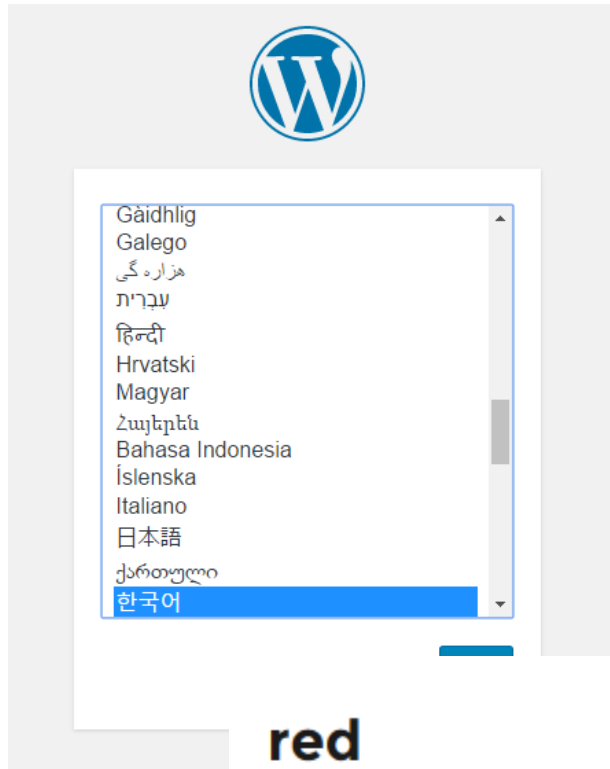 Gàidhlig
Galego
هزاره گی
עִבְרִית
हिन्दी
Hrvatski
Magyar
Հայերեն
Bahasa Indonesia
Íslenska
Italiano
日本語
ქართული
한국어
red